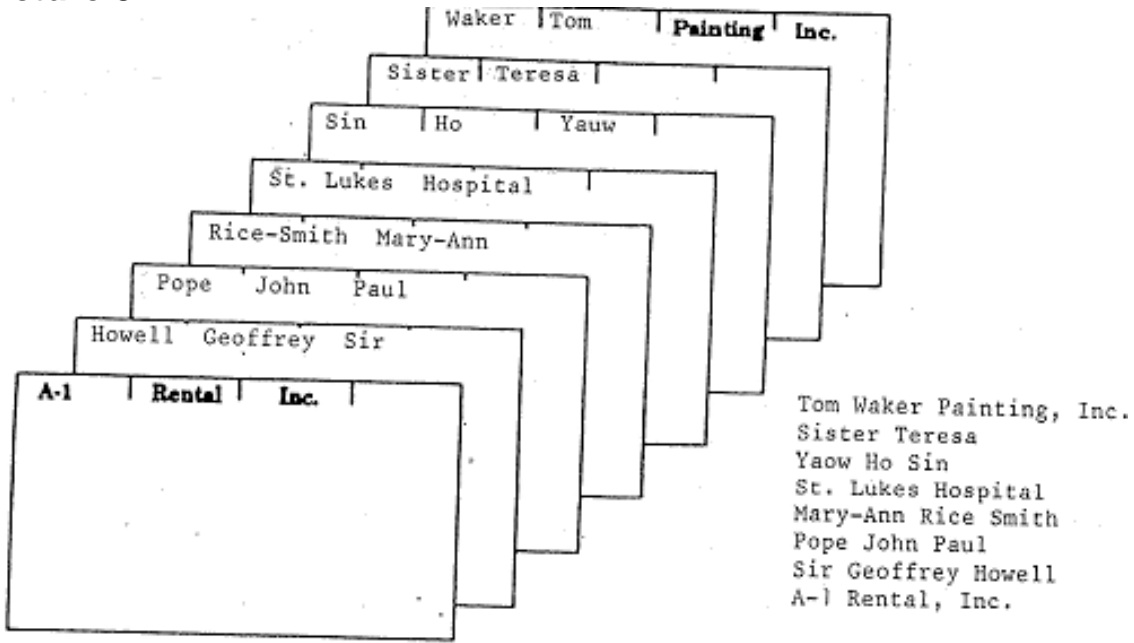 Waker Tom Painting Inc.
Sister Teresa
Sin Ho Yauw
St. Lukes Hospital
Rice-Smith Mary-Ann
Pope John Paul
Howell Geoffrey Sir
A-1 Rental Inc.
Tom Waker Painting, Inc.
Sister Teresa
Yaow Ho Sin
St. Lukes Hospital
Mary-Ann Rice Smith
Pope John Paul
Sir Geoffrey Howell
A-1 Rental, Inc.